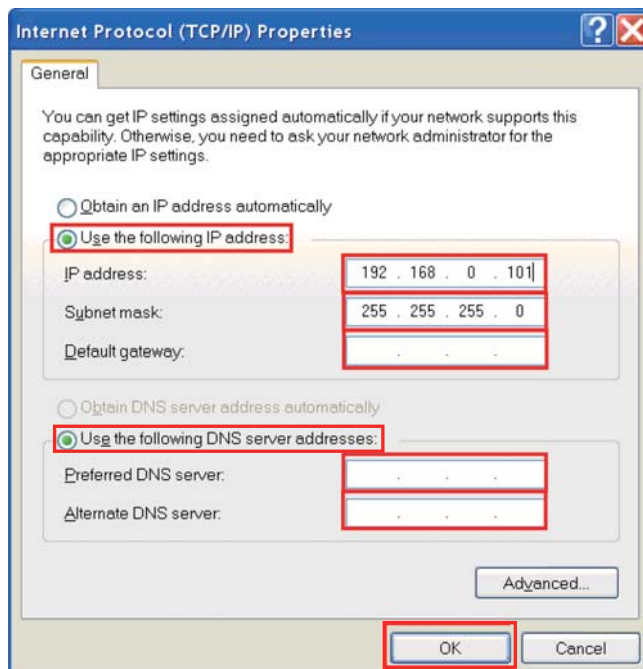 Internet Protocol (TCP/IP) Properties
General
You can get IP settings assigned automatically if your network supports this
capability. Otherwise, you need to ask your network administrator for the
appropriate IP settings.
Obtain an IP address automatically
Use the following IP address:
IP address: 192 . 168 . 0 . 101
Subnet mask: 255 . 255 . 255 . 0
Default gateway: . . .
Obtain DNS server address automatically
Use the following DNS server addresses:
Preferred DNS server: . . .
Alternate DNS server: . . .
Advanced...
OK Cancel